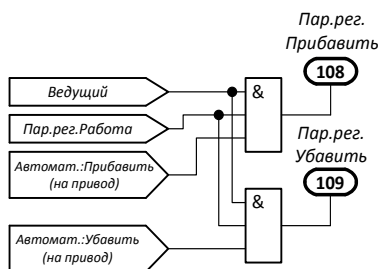 Пар.рег.
Прибавить
108
Ведущий
&
Пар.рег.Работа
Пар.рег.
Убавить
Автомат.:Прибавить
(на привод)
109
&
Автомат.:Убавить
(на привод)